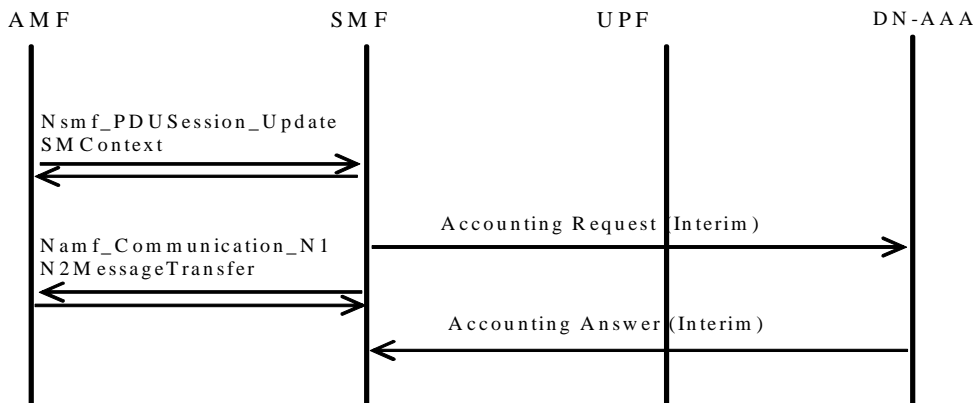 AMF
SMF
UPF
DN-AAA
Nsmf_PDUSession_Update
SMContext
Accounting Request (Interim)
Namf_Communication_N1
N2MessageTransfer
Accounting Answer (Interim)